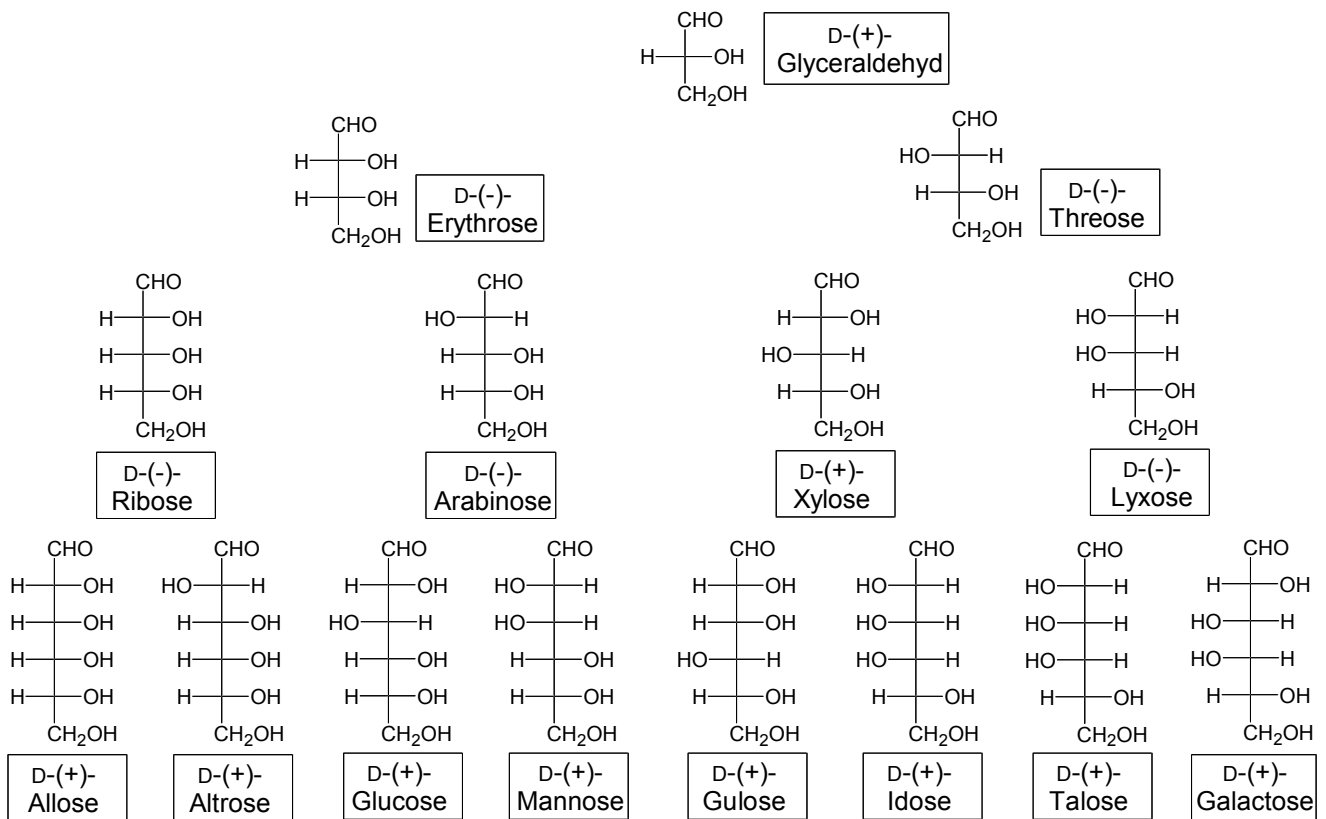 CHO
H OH
CH₂OH
D-(+)-
Glyceraldehyd
CHO
H OH
H OH
CH₂OH
D-(-)-
Erythrose
CHO
HO H
H OH
CH₂OH
D-(-)-
Threose
CHO
H OH
H OH
H OH
CH₂OH
D-(-)-
Ribose
CHO
HO H
H OH
H OH
CH₂OH
D-(-)-
Arabinose
CHO
H OH
HO H
H OH
CH₂OH
D-(+)-
Xylose
CHO
HO H
HO H
H OH
CH₂OH
D-(-)-
Lyxose
CHO
H OH
H OH
H OH
H OH
CH₂OH
D-(+)-
Allose
CHO
HO H
H OH
H OH
H OH
CH₂OH
D-(+)-
Altrose
CHO
H OH
HO H
H OH
H OH
CH₂OH
D-(+)-
Glucose
CHO
HO H
HO H
H OH
H OH
CH₂OH
D-(+)-
Mannose
CHO
H OH
H OH
HO H
H OH
CH₂OH
D-(+)-
Gulose
CHO
HO H
HO H
HO H
H OH
CH₂OH
D-(+)-
Idose
CHO
HO H
HO H
HO H
H OH
CH₂OH
D-(+)-
Talose
CHO
H OH
HO H
HO H
H OH
CH₂OH
D-(+)-
Galactose